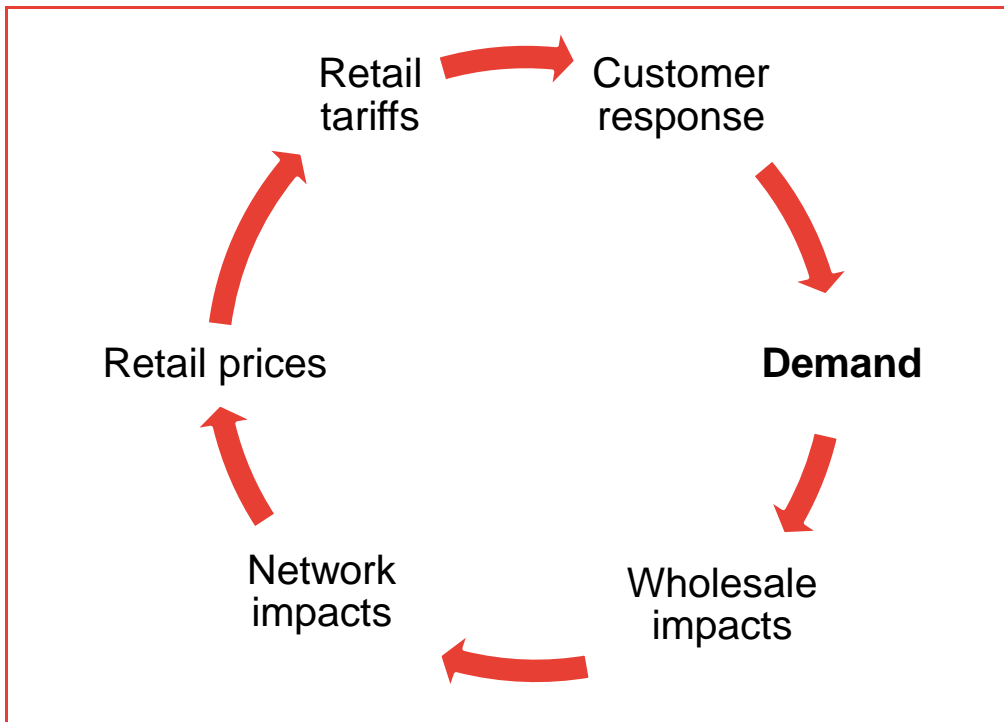 Retail
tariffs
Customer
response
Demand
Wholesale
impacts
Network
impacts
Retail prices